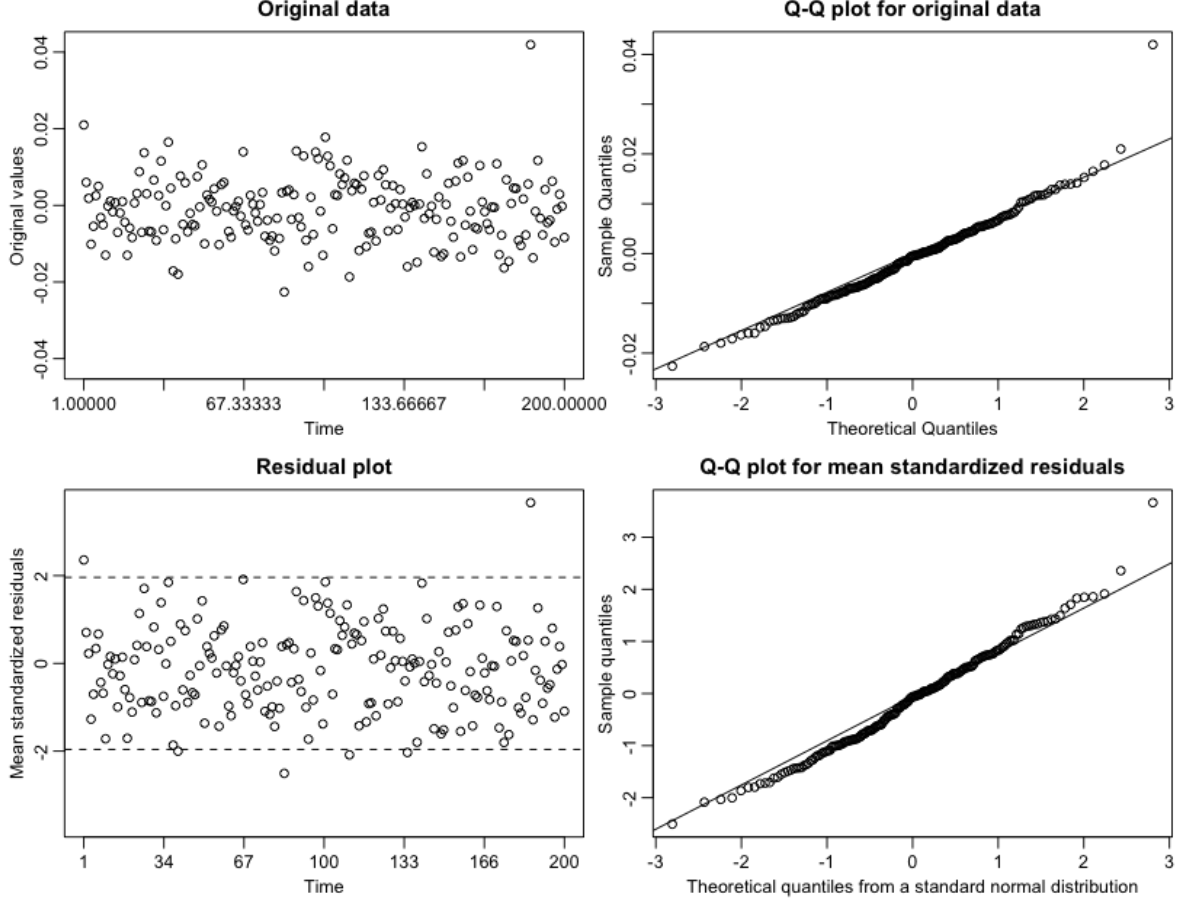 Original data
Original values
0.04
0.02
0.00
-0.02
-0.04
1.00000 67.33333 133.66667 200.00000
Time
Q-Q plot for original data
Sample Quantiles
0.04
0.02
0.00
-0.02
-3 -2 -1 0 1 2 3
Theoretical Quantiles
Residual plot
Mean standardized residuals
2
0
-2
1 34 67 100 133 166 200
Time
Q-Q plot for mean standardized residuals
Sample quantiles
3
2
1
0
-1
-2
-3 -2 -1 0 1 2 3
Theoretical quantiles from a standard normal distribution